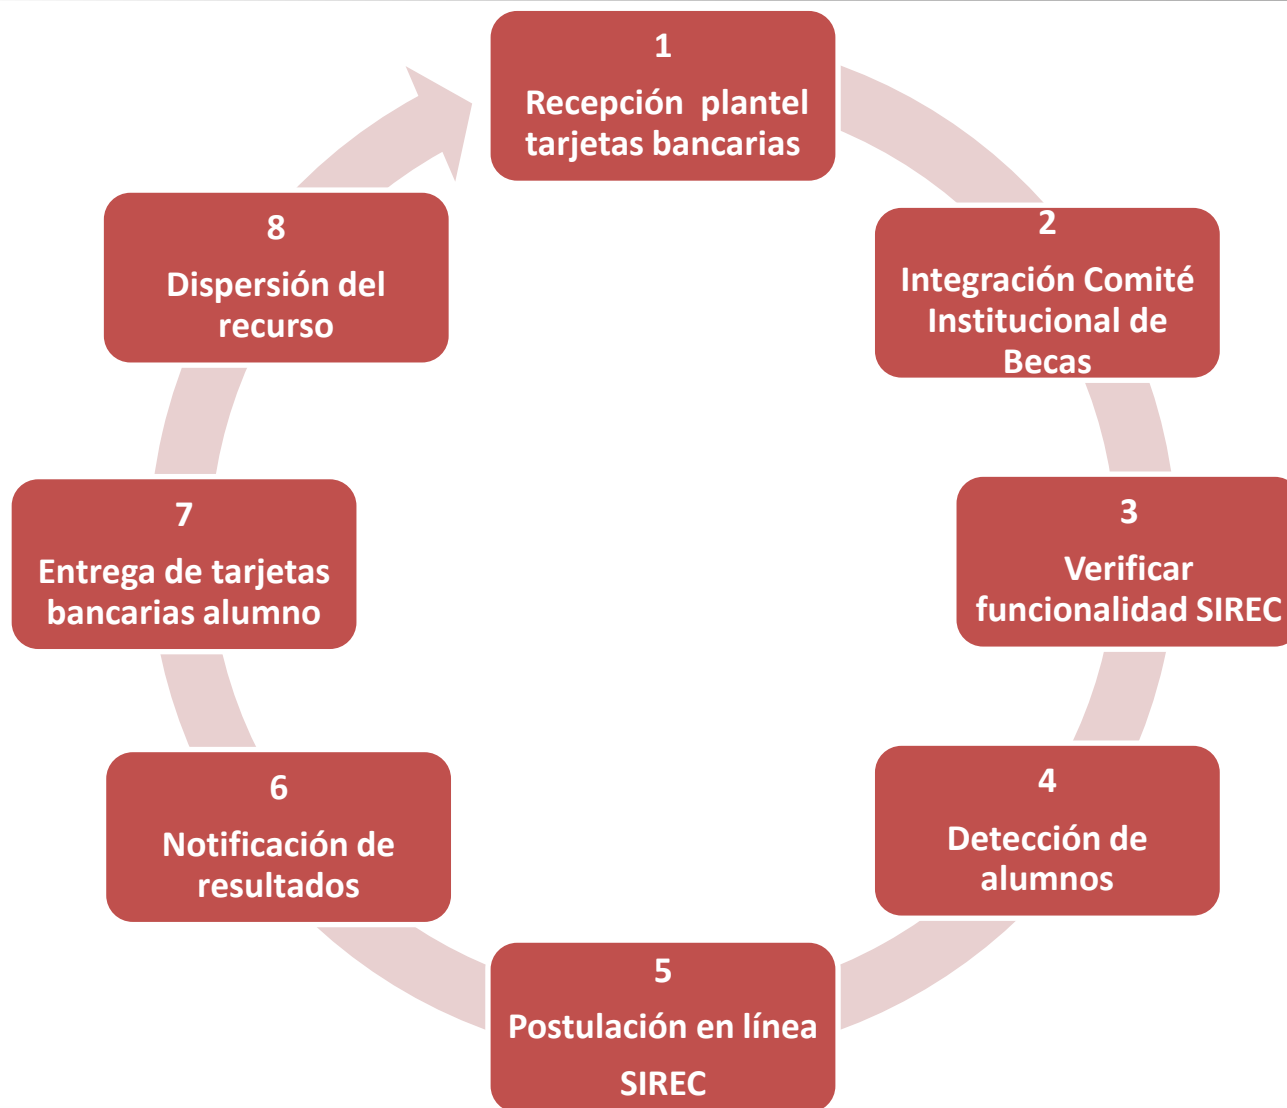 1
Recepción plantel
tarjetas bancarias
2
Integración Comité
Institucional de
Becas
3
Verificar
funcionalidad SIREC
4
Detección de
alumnos
5
Postulación en línea
SIREC
6
Notificación de
resultados
7
Entrega de tarjetas
bancarias alumno
8
Dispersión del
recurso